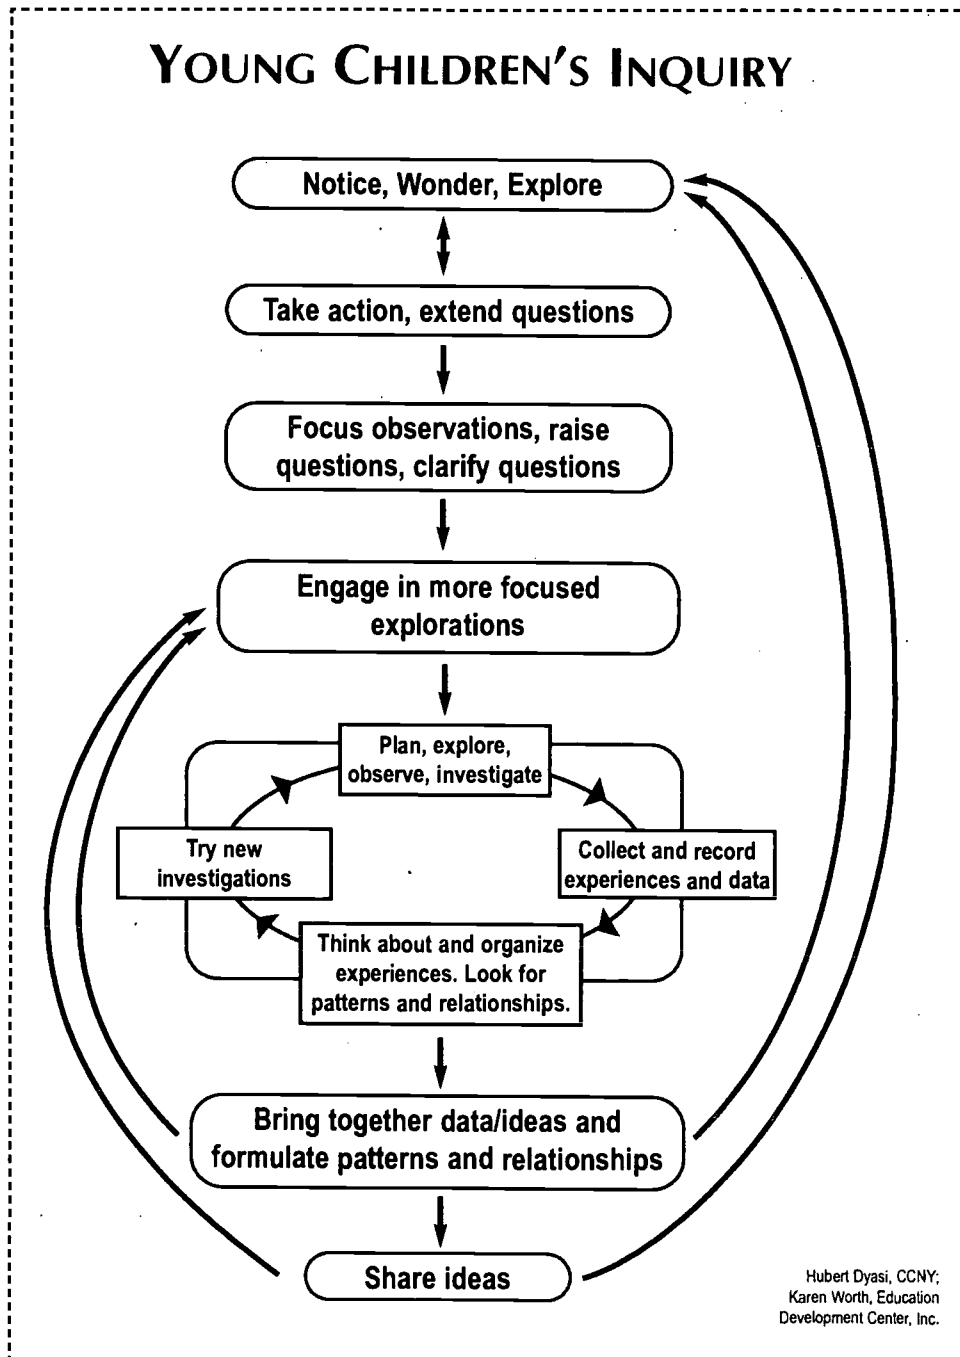 YOUNG CHILDREN'S INQUIRY
Notice, Wonder, Explore
Take action, extend questions
Focus observations, raise
questions, clarify questions
Engage in more focused
explorations
Plan, explore,
observe, investigate
Try new
investigations
Collect and record
experiences and data
Think about and organize
experiences. Look for
patterns and relationships.
Bring together data/ideas and
formulate patterns and relationships
Share ideas
Hubert Dyasi, CCNY;
Karen Worth, Education
Development Center, Inc.